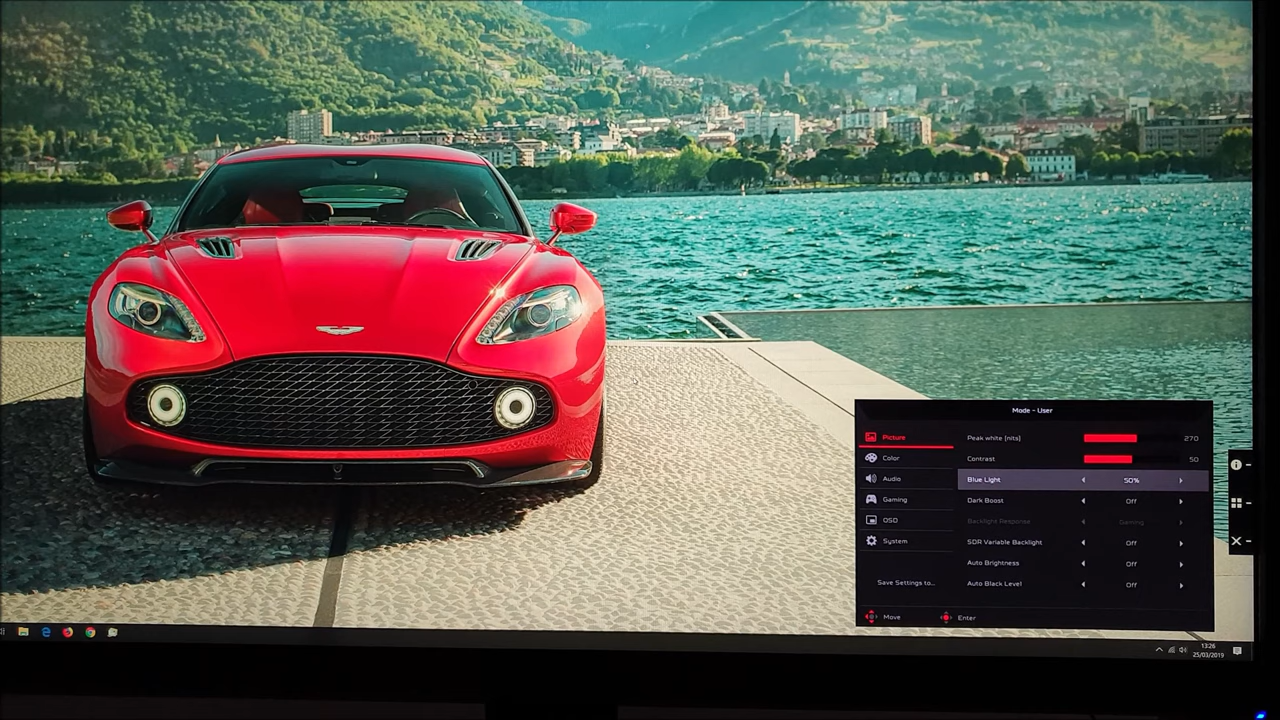 Mode - User
Picture
Color
Audio
Gaming
OSD
System
Save Settings to...
Peak white (nits) 270
Contrast 50
Blue Light 50%
Dark Boost Off
Backlight Response Gaming
SDR Variable Backlight Off
Auto Brightness Off
Auto Black Level Off
Move Enter
13:26
25/03/2019